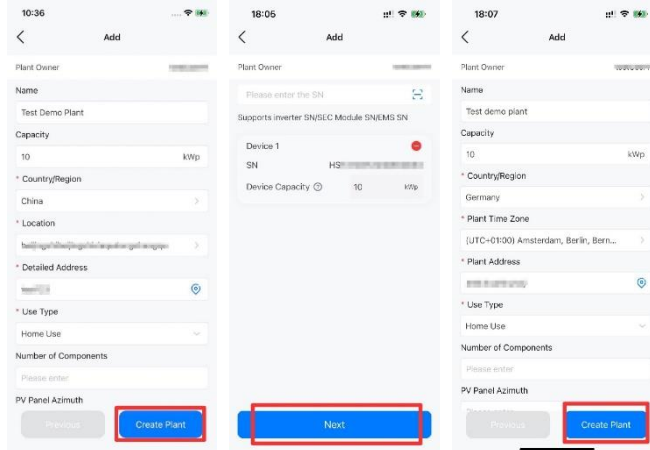 10:36
Add
Plant Owner
Name
Test Demo Plant
Capacity
10 kWp
* Country/Region
China
* Location
* Detailed Address
* Use Type
Home Use
Number of Components
Please enter
PV Panel Azimuth
Previous Create Plant
18:05
Add
Plant Owner
Please enter the SN
Supports inverter SN/SEC Module SN/EMS SN
Device 1
SN HS
Device Capacity 10 kWp
Next
18:07
Add
Plant Owner
Name
Test demo plant
Capacity
10 kWp
* Country/Region
Germany
* Plant Time Zone
(UTC+01:00) Amsterdam, Berlin, Bern...
* Plant Address
* Use Type
Home Use
Number of Components
Please enter
PV Panel Azimuth
Previous Create Plant